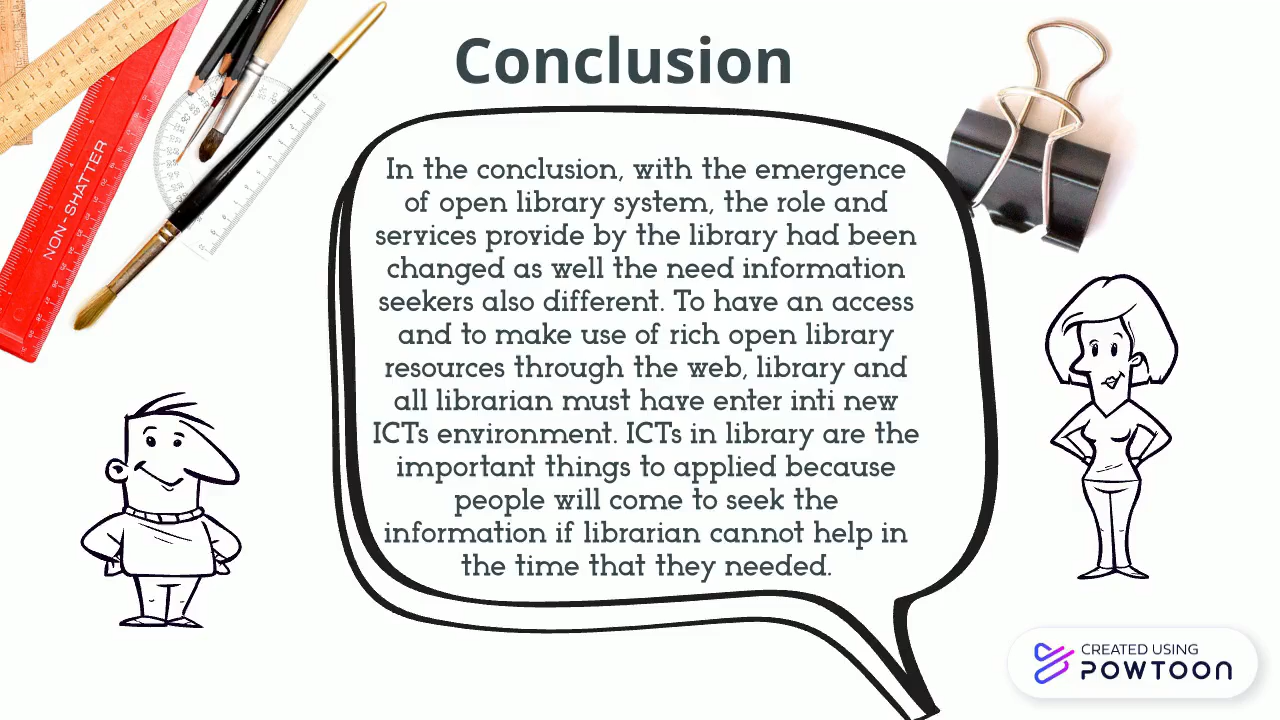 Conclusion
In the conclusion, with the emergence
of open library system, the role and
services provide by the library had been
changed as well the need information
seekers also different. To have an access
and to make use of rich open library
resources through the web, library and
all librarian must have enter inti new
ICTs environment. ICTs in library are the
important things to applied because
people will come to seek the
information if librarian cannot help in
the time that they needed.
NON-SHATTER
CREATED USING
POWTOON